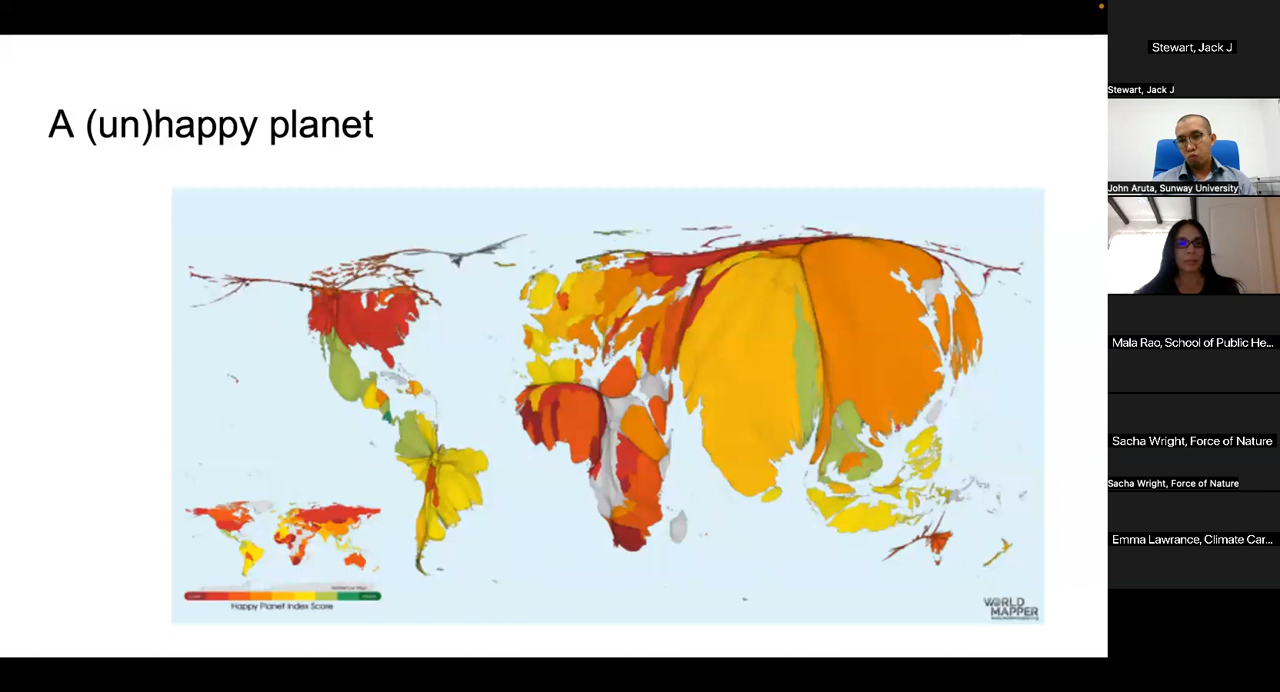 A (un)happy planet
Happy Planet Index Score
WORLD
MAPPER
Stewart, Jack J
Stewart, Jack J
John Aruta, Sunway University
Mala Rao, School of Public He...
Sacha Wright, Force of Nature
Sacha Wright, Force of Nature
Emma Lawrance, Climate Car...